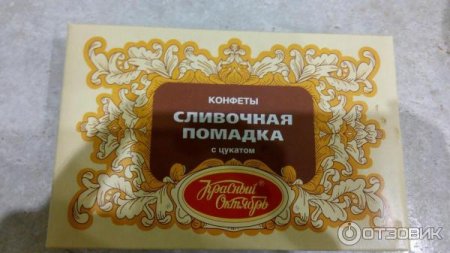 КОНФЕТЫ
СЛИВОЧНАЯ
ПОМАДКА
с цукатом
Красный®
Октябрь
ОТЗОВИК